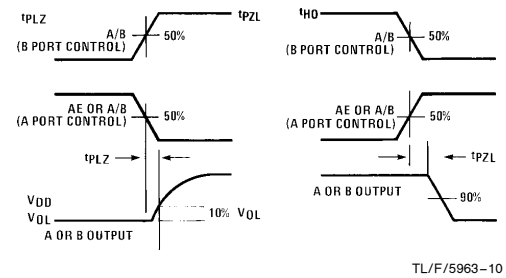 tPLZ
tPZL
A/B
(B PORT CONTROL)
50%
AE OR A/B
(A PORT CONTROL)
50%
tPLZ
VDD
VOL
10% VOL
A OR B OUTPUT
tHO
A/B
(B PORT CONTROL)
50%
AE OR A/B
(A PORT CONTROL)
50%
tPZL
A OR B OUTPUT
90%
TL/F/5963–10